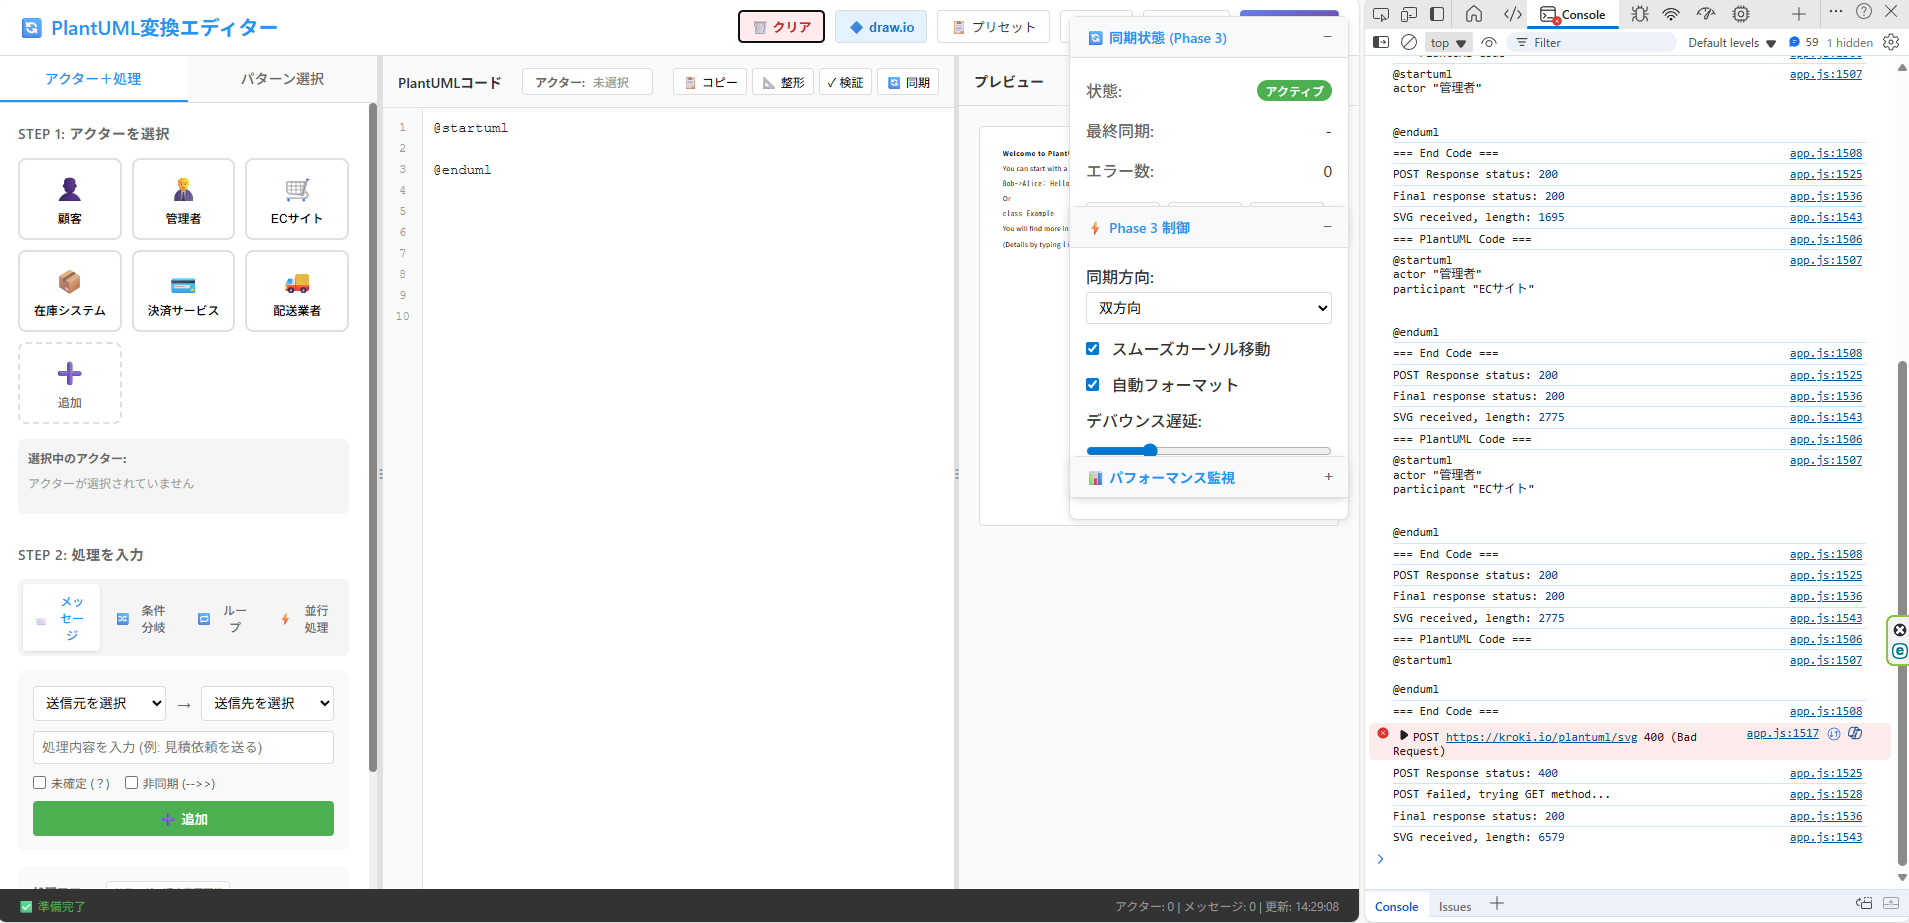 PlantUML変換エディター
クリア
draw.io
プリセット
アクター＋処理
パターン選択
STEP 1: アクターを選択
顧客
管理者
ECサイト
在庫システム
決済サービス
配送業者
追加
選択中のアクター:
アクターが選択されていません
STEP 2: 処理を入力
メッセージ
条件分岐
ループ
並行処理
送信元を選択
→
送信先を選択
処理内容を入力 (例: 見積依頼を送る)
未確定 (？)
非同期 (-->>)
追加
準備完了
アクター: 0 | メッセージ: 0 | 更新: 14:29:08
PlantUMLコード
アクター: 未選択
コピー
整形
✓ 検証
同期
1
2
3
4
5
6
7
8
9
10
@startuml
@enduml
プレビュー
Welcome to Plant
You can start with a
Bob->Alice: Hello
Or
class Example
You will find more in
(Details by typing li
同期状態 (Phase 3)
−
状態:
アクティブ
最終同期:
-
エラー数:
0
Phase 3 制御
−
同期方向:
双方向
スムーズカーソル移動
自動フォーマット
デバウンス遅延:
パフォーマンス監視
+
Console
top
Filter
Default levels
59
1 hidden
@startuml
app.js:1507
actor "管理者"
@enduml
=== End Code ===
app.js:1508
POST Response status: 200
app.js:1525
Final response status: 200
app.js:1536
SVG received, length: 1695
app.js:1543
=== PlantUML Code ===
app.js:1506
@startuml
app.js:1507
actor "管理者"
participant "ECサイト"
@enduml
=== End Code ===
app.js:1508
POST Response status: 200
app.js:1525
Final response status: 200
app.js:1536
SVG received, length: 2775
app.js:1543
=== PlantUML Code ===
app.js:1506
@startuml
app.js:1507
actor "管理者"
participant "ECサイト"
@enduml
=== End Code ===
app.js:1508
POST Response status: 200
app.js:1525
Final response status: 200
app.js:1536
SVG received, length: 2775
app.js:1543
=== PlantUML Code ===
app.js:1506
@startuml
app.js:1507
@enduml
=== End Code ===
app.js:1508
POST https://kroki.io/plantuml/svg 400 (Bad Request)
app.js:1517
POST Response status: 400
app.js:1525
POST failed, trying GET method...
app.js:1528
Final response status: 200
app.js:1536
SVG received, length: 6579
app.js:1543
Console
Issues